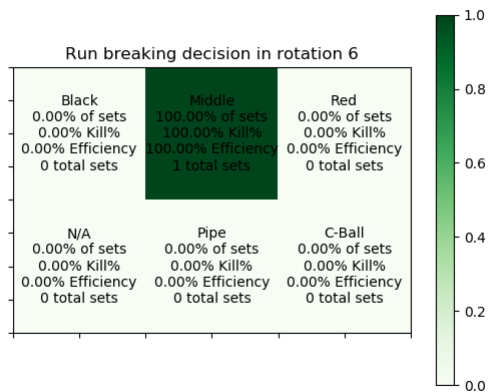 Run breaking decision in rotation 6
Black
0.00% of sets
0.00% Kill%
0.00% Efficiency
0 total sets
Middle
100.00% of sets
100.00% Kill%
100.00% Efficiency
1 total sets
Red
0.00% of sets
0.00% Kill%
0.00% Efficiency
0 total sets
N/A
0.00% of sets
0.00% Kill%
0.00% Efficiency
0 total sets
Pipe
0.00% of sets
0.00% Kill%
0.00% Efficiency
0 total sets
C-Ball
0.00% of sets
0.00% Kill%
0.00% Efficiency
0 total sets
1.0
0.8
0.6
0.4
0.2
0.0